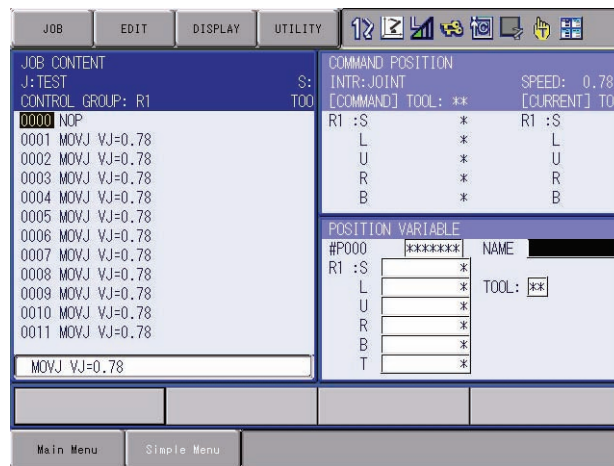 JOB EDIT DISPLAY UTILITY
JOB CONTENT
J:TEST S:
CONTROL GROUP: R1 TOO
0000 NOP
0001 MOVJ VJ=0.78
0002 MOVJ VJ=0.78
0003 MOVJ VJ=0.78
0004 MOVJ VJ=0.78
0005 MOVJ VJ=0.78
0006 MOVJ VJ=0.78
0007 MOVJ VJ=0.78
0008 MOVJ VJ=0.78
0009 MOVJ VJ=0.78
0010 MOVJ VJ=0.78
0011 MOVJ VJ=0.78
MOVJ VJ=0.78
COMMAND POSITION
INTR:JOINT SPEED: 0.78
[COMMAND] TOOL: ** [CURRENT] TO
R1 :S * R1 :S
L * L
U * U
R * R
B * B
POSITION VARIABLE
#P000 ******* NAME
R1 :S *
L * TOOL: **
U *
R *
B *
T *
Main Menu Simple Menu